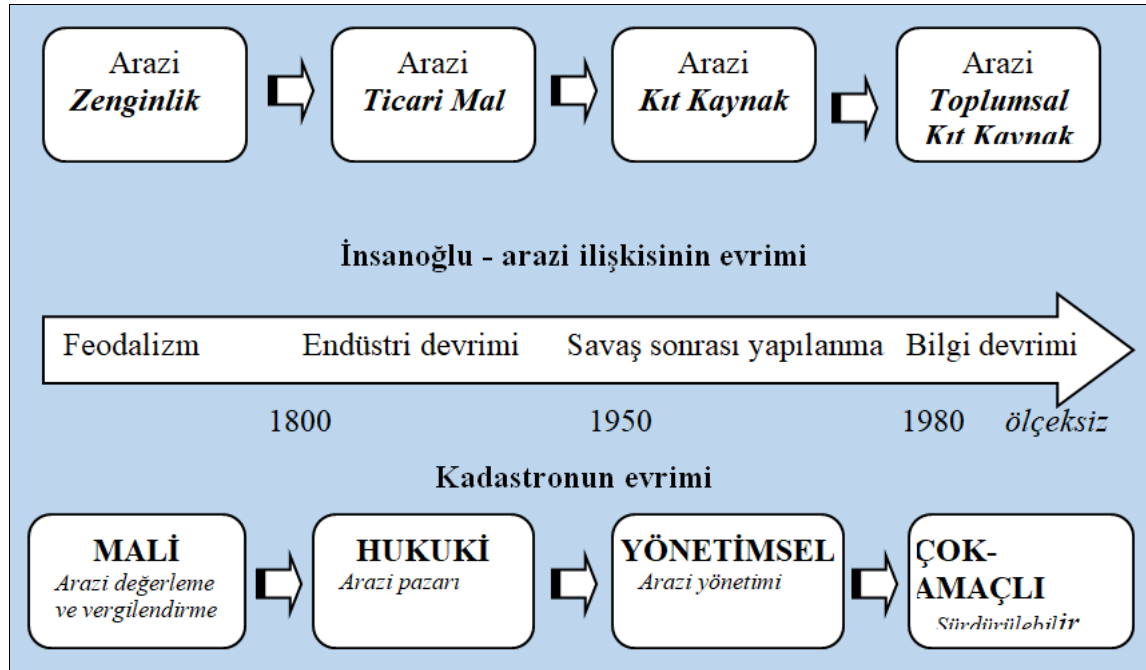 Arazi
Zenginlik
Arazi
Ticari Mal
Arazi
Kıt Kaynak
Arazi
Toplumsal
Kıt Kaynak
İnsanoğlu - arazi ilişkisinin evrimi
Feodalizm
Endüstri devrimi
Savaş sonrası yapılanma
Bilgi devrimi
1800
1950
1980
ölçeksiz
Kadastronun evrimi
MALİ
Arazi değerleme
ve vergilendirme
HUKUKİ
Arazi pazarı
YÖNETİMSEL
Arazi yönetimi
ÇOK-
AMAÇLI
Sürdürülebilir